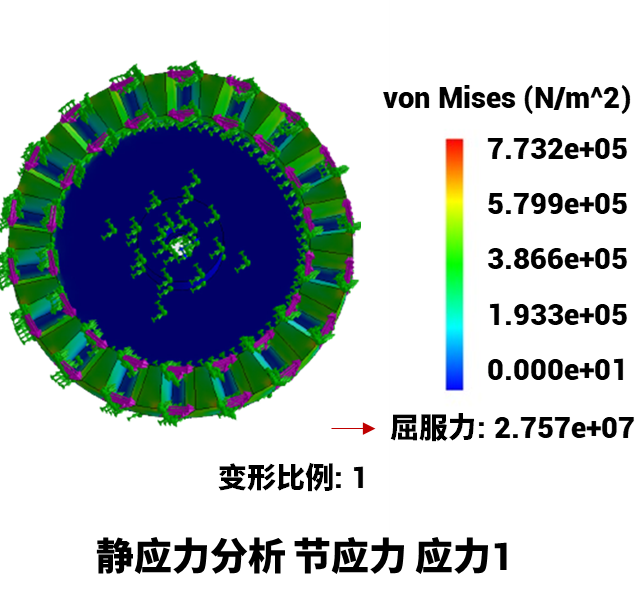 von Mises (N/m^2)
7.732e+05
5.799e+05
3.866e+05
1.933e+05
0.000e+01
屈服力: 2.757e+07
变形比例: 1
静应力分析 节应力 应力1